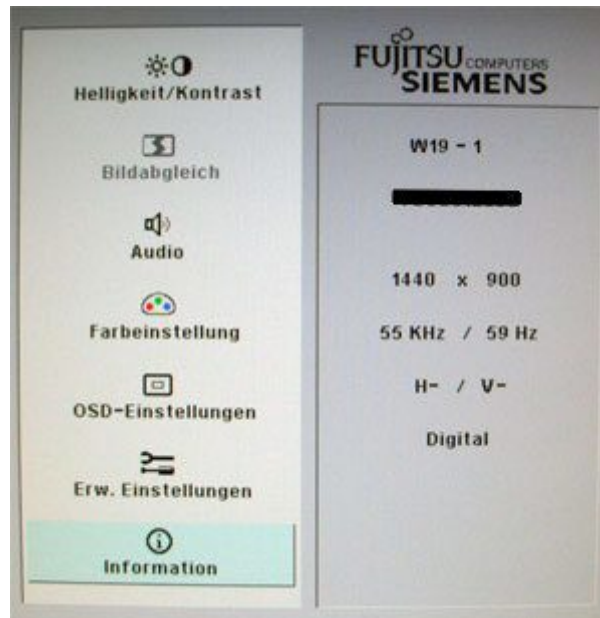 Helligkeit/Kontrast
Bildabgleich
Audio
Farbeinstellung
OSD-Einstellungen
Erw. Einstellungen
Information
FUJITSU COMPUTERS
SIEMENS
W19 - 1
1440 x 900
55 KHz / 59 Hz
H- / V-
Digital